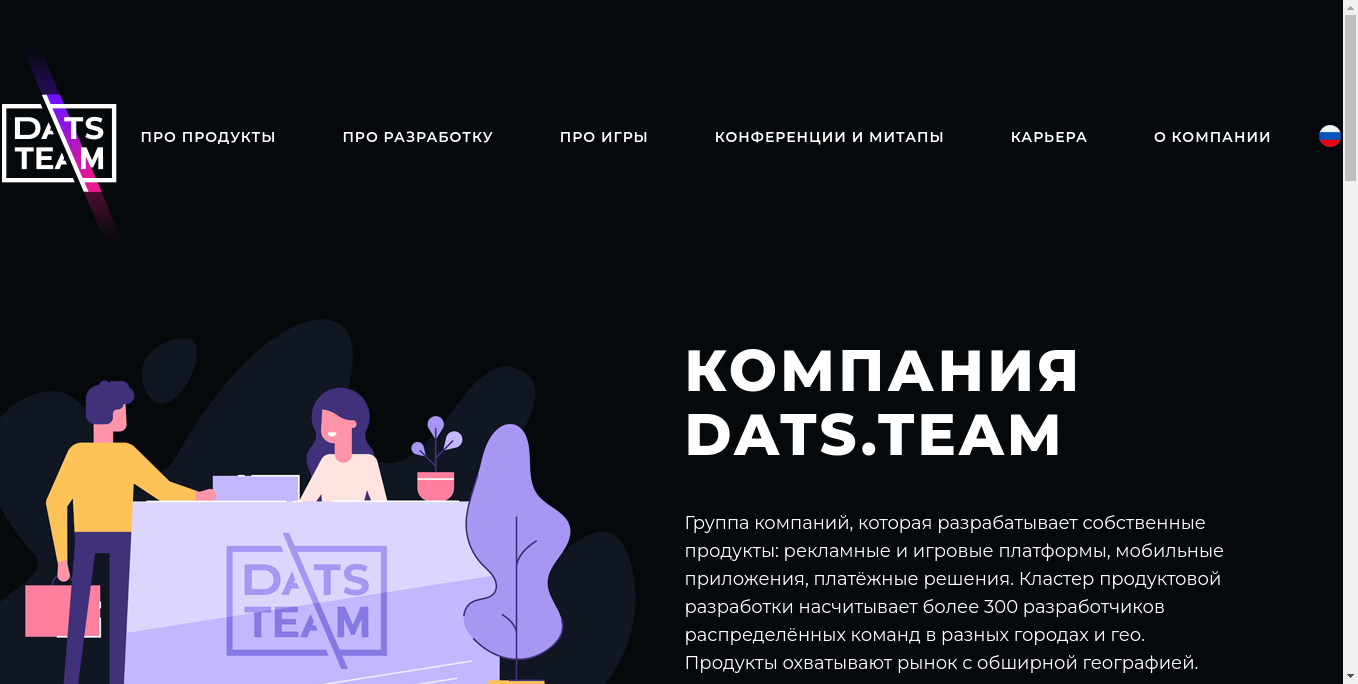 DATS
TEAM
ПРО ПРОДУКТЫ
ПРО РАЗРАБОТКУ
ПРО ИГРЫ
КОНФЕРЕНЦИИ И МИТАПЫ
КАРЬЕРА
О КОМПАНИИ
КОМПАНИЯ
DATS.TEAM
Группа компаний, которая разрабатывает собственные
продукты: рекламные и игровые платформы, мобильные
приложения, платёжные решения. Кластер продуктовой
разработки насчитывает более 300 разработчиков
распределённых команд в разных городах и гео.
Продукты охватывают рынок с обширной географией.
DATS
TEAM